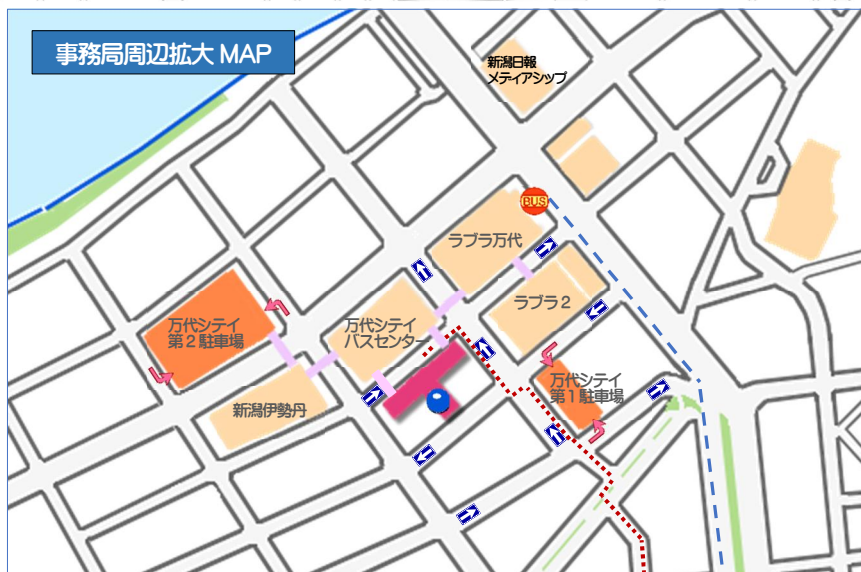 事務局周辺拡大 MAP
新潟日報
メディアシップ
BUS
ラブラ万代
ラブラ２
万代シテイ
第２駐車場
万代シテイ
バスセンター
万代シテイ
第１駐車場
新潟伊勢丹